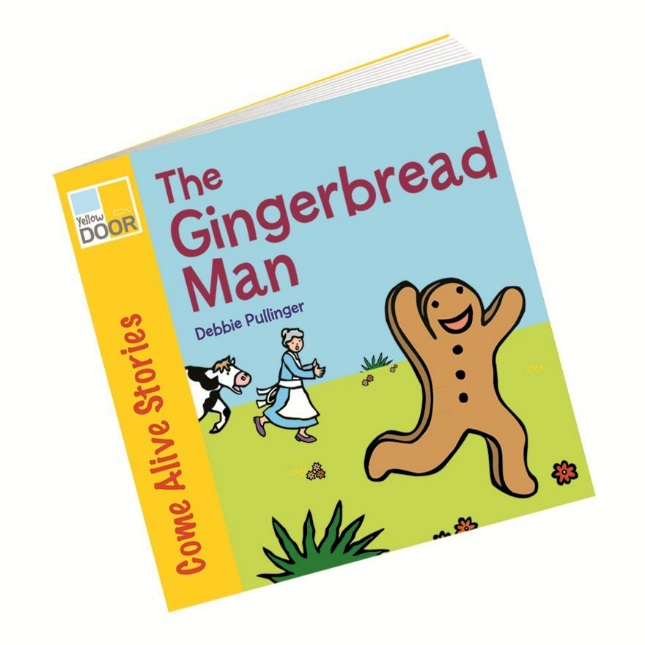 The
Gingerbread
Man
Debbie Pullinger
Yellow
DOOR
Come Alive Stories